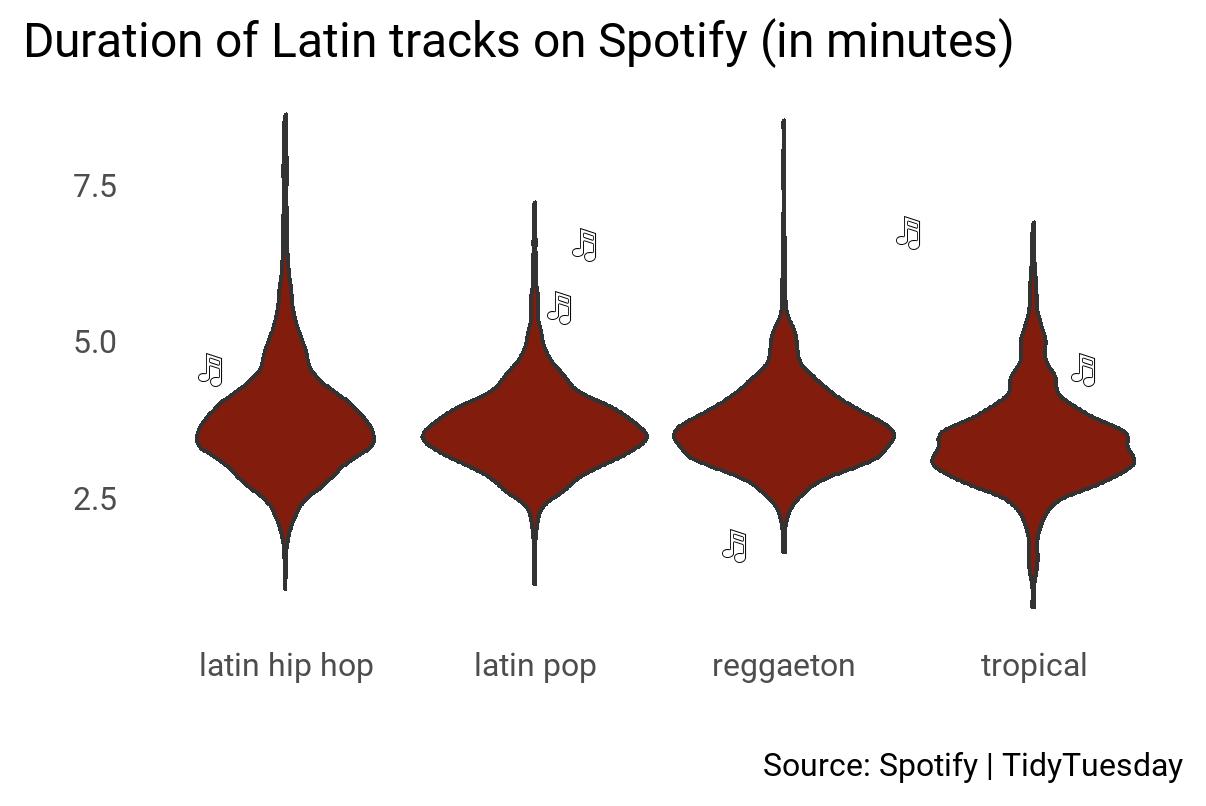 Duration of Latin tracks on Spotify (in minutes)
7.5
5.0
2.5
latin hip hop
latin pop
reggaeton
tropical
Source: Spotify | TidyTuesday